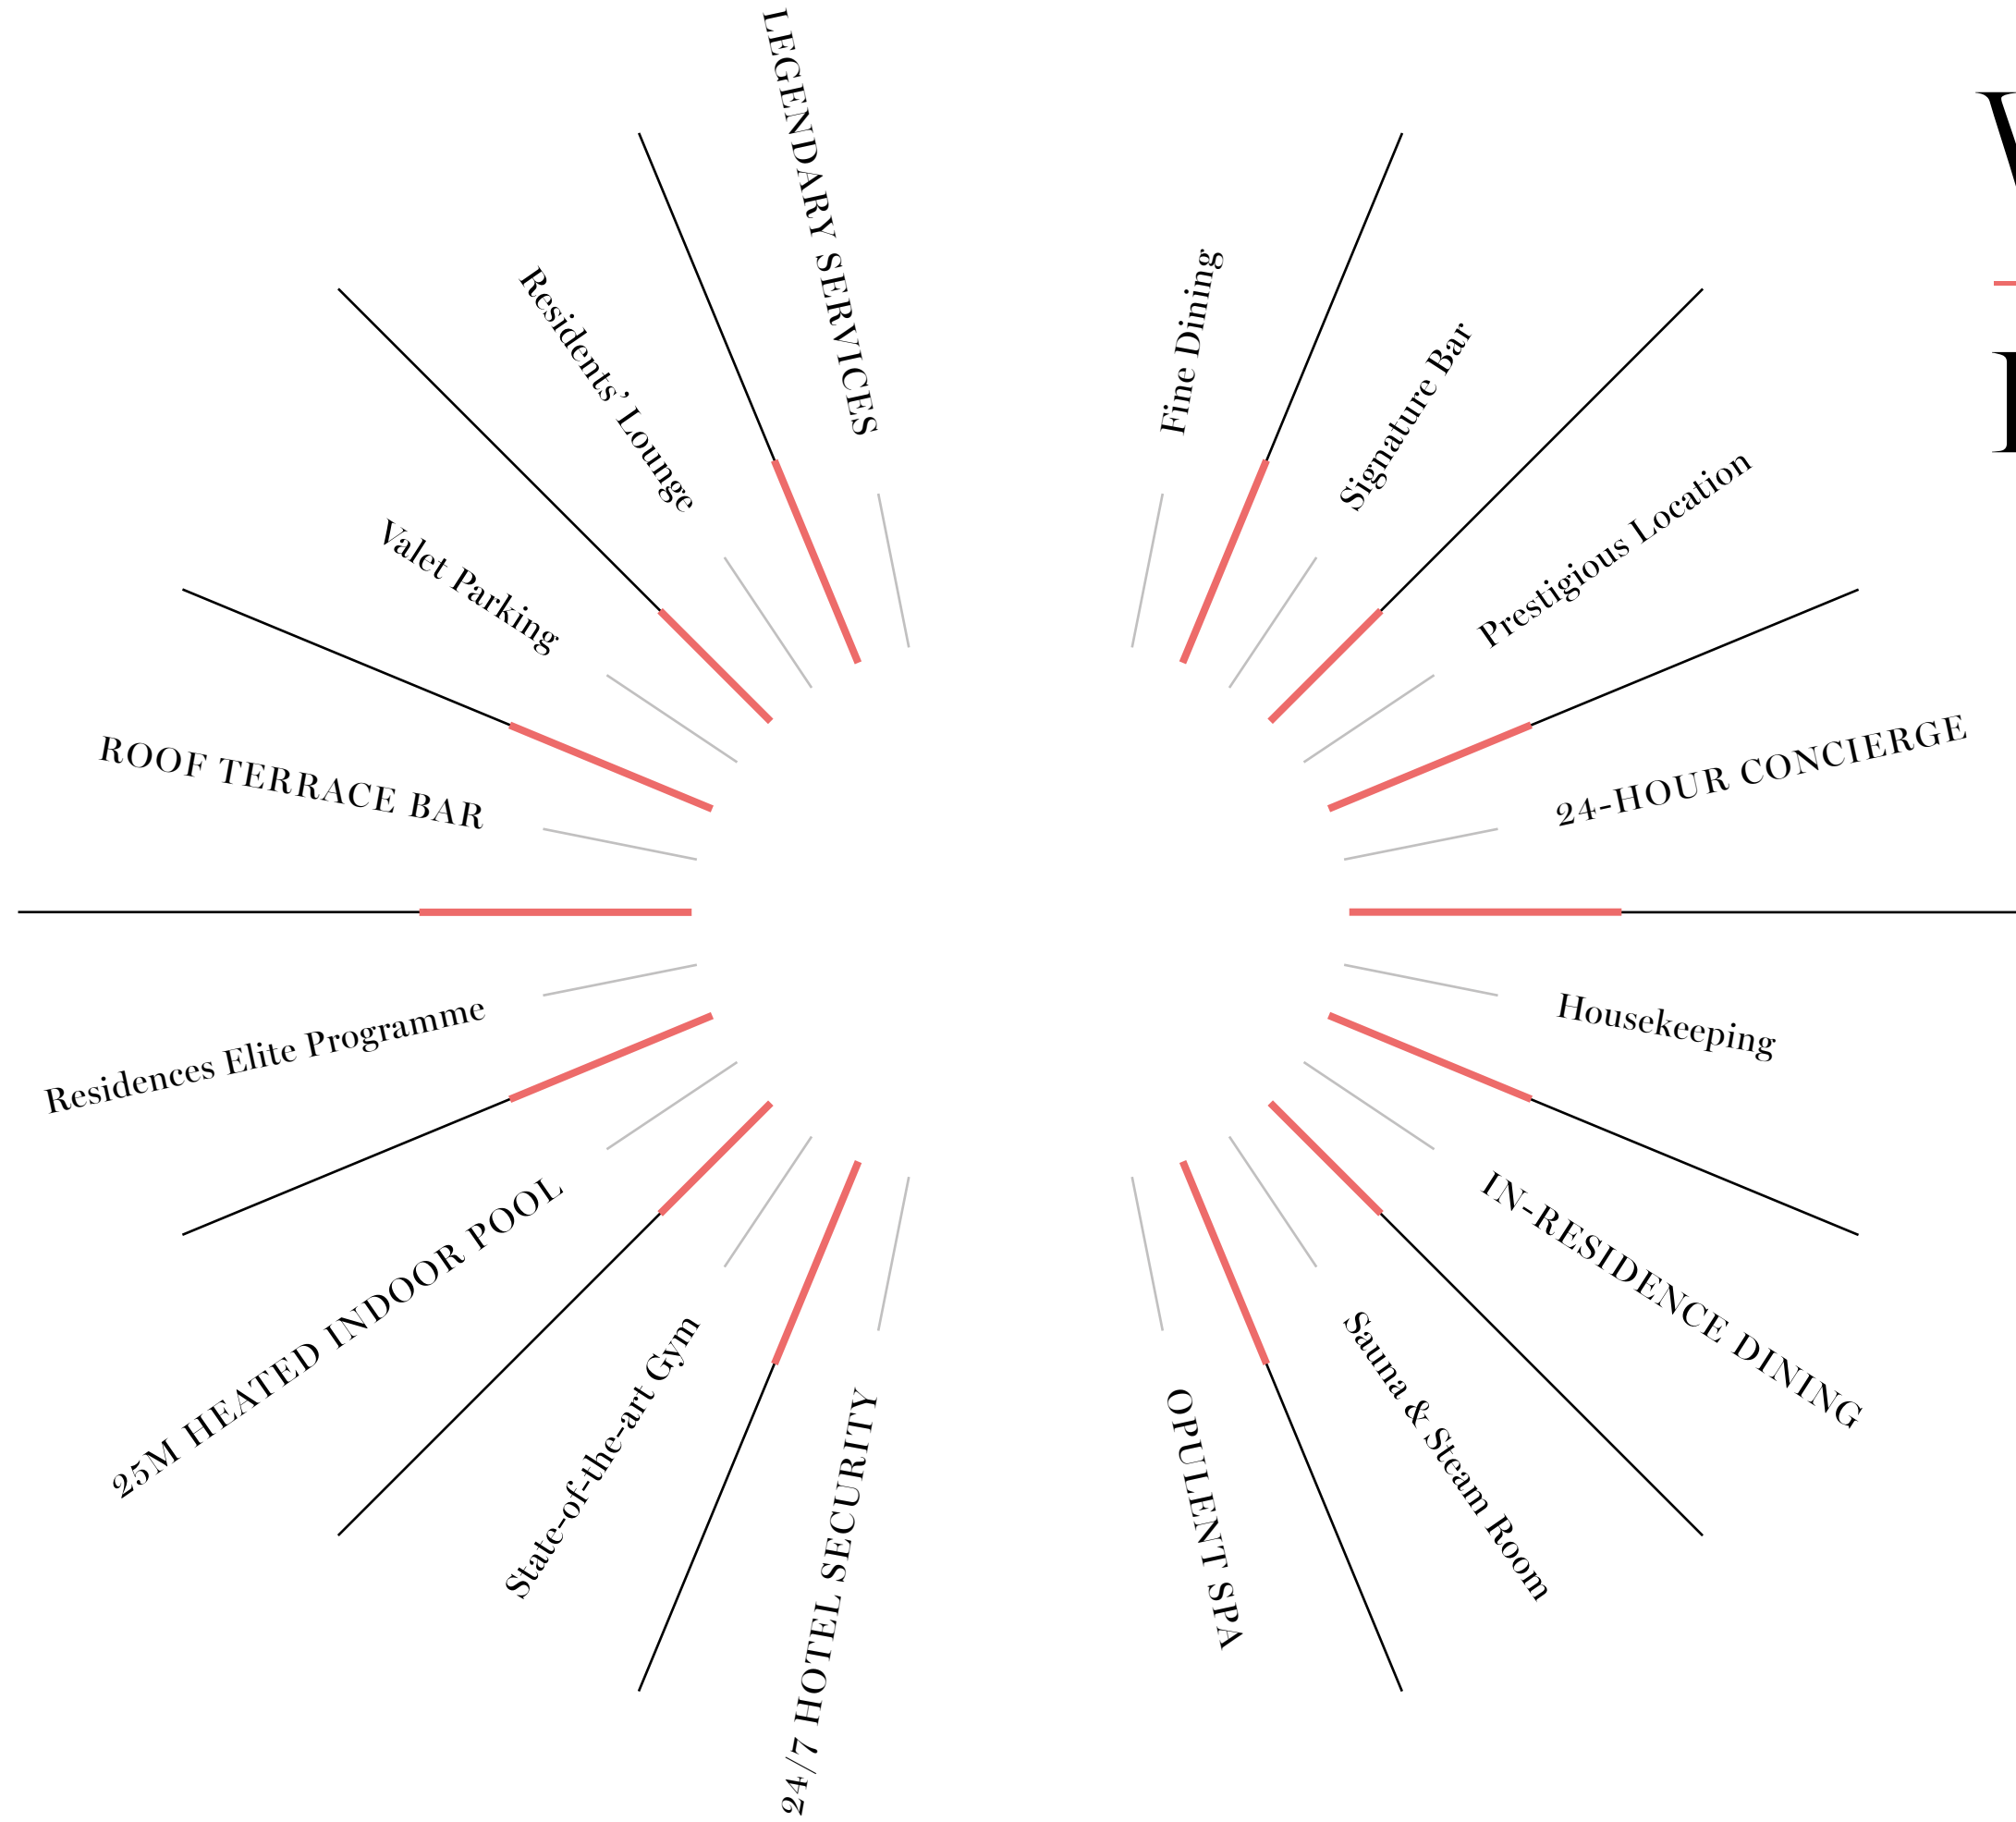 LEGENDARY SERVICES
Fine Dining
Signature Bar
Prestigious Location
24-HOUR CONCIERGE
Housekeeping
IN-RESIDENCE DINING
Sauna & Steam Room
OPULENT SPA
24/7 HOTEL SECURITY
State-of-the-art Gym
25M HEATED INDOOR POOL
Residences Elite Programme
ROOF TERRACE BAR
Valet Parking
Residents’ Lounge